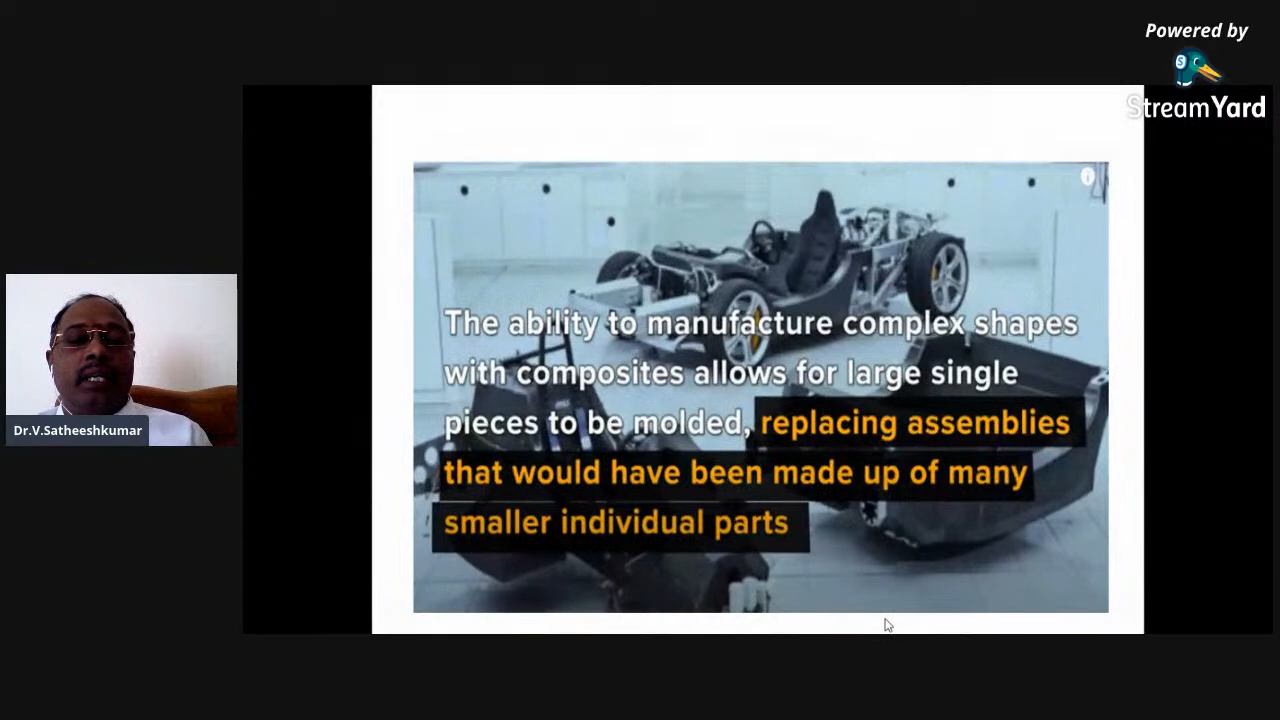 Powered by
StreamYard
The ability to manufacture complex shapes
with composites allows for large single
pieces to be molded, replacing assemblies
that would have been made up of many
smaller individual parts
Dr.V.Satheeshkumar